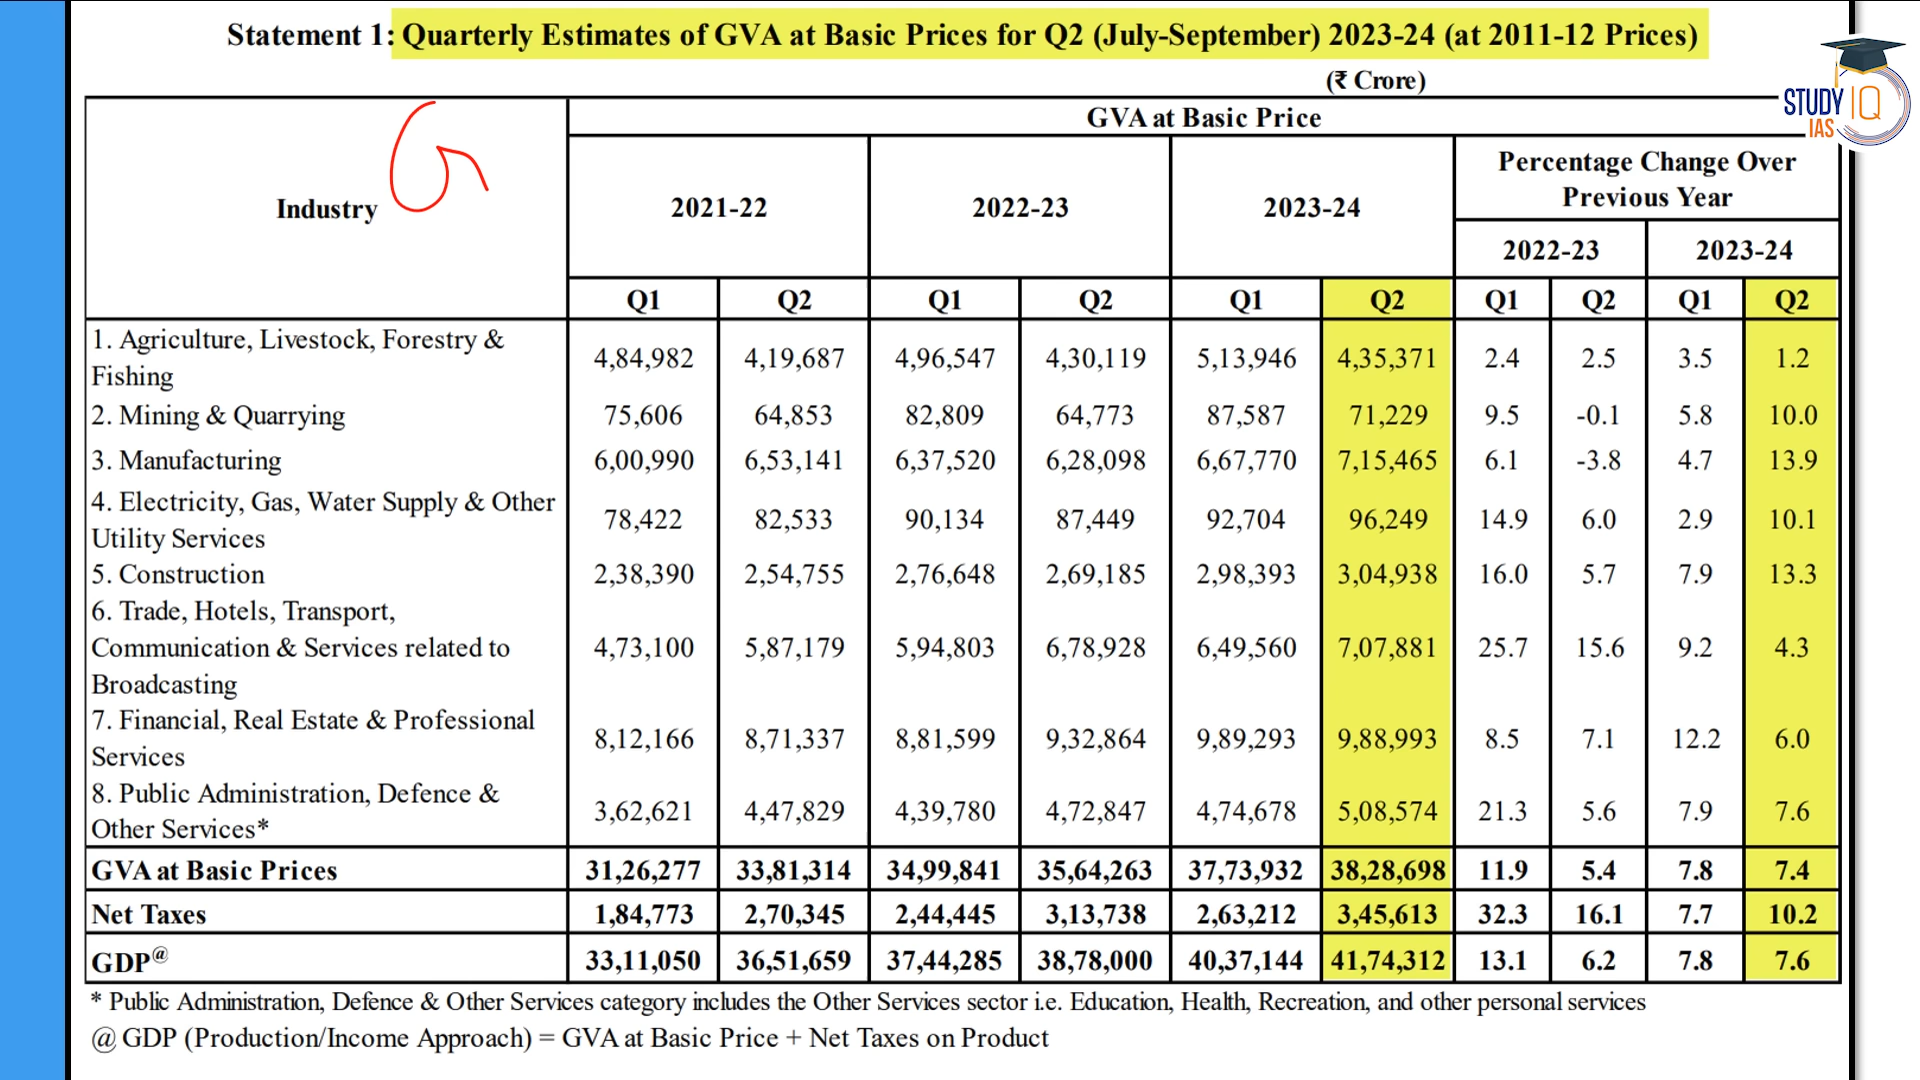 Statement 1: Quarterly Estimates of GVA at Basic Prices for Q2 (July-September) 2023-24 (at 2011-12 Prices)
(₹ Crore)
STUDY IQ
IAS
Industry
GVA at Basic Price
2021-22 2022-23 2023-24 Percentage Change Over
Previous Year
2022-23 2023-24
Q1 Q2 Q1 Q2 Q1 Q2 Q1 Q2 Q1 Q2
1. Agriculture, Livestock, Forestry &
Fishing 4,84,982 4,19,687 4,96,547 4,30,119 5,13,946 4,35,371 2.4 2.5 3.5 1.2
2. Mining & Quarrying 75,606 64,853 82,809 64,773 87,587 71,229 9.5 -0.1 5.8 10.0
3. Manufacturing 6,00,990 6,53,141 6,37,520 6,28,098 6,67,770 7,15,465 6.1 -3.8 4.7 13.9
4. Electricity, Gas, Water Supply & Other
Utility Services 78,422 82,533 90,134 87,449 92,704 96,249 14.9 6.0 2.9 10.1
5. Construction 2,38,390 2,54,755 2,76,648 2,69,185 2,98,393 3,04,938 16.0 5.7 7.9 13.3
6. Trade, Hotels, Transport,
Communication & Services related to 4,73,100 5,87,179 5,94,803 6,78,928 6,49,560 7,07,881 25.7 15.6 9.2 4.3
Broadcasting
7. Financial, Real Estate & Professional
Services 8,12,166 8,71,337 8,81,599 9,32,864 9,89,293 9,88,993 8.5 7.1 12.2 6.0
8. Public Administration, Defence &
Other Services* 3,62,621 4,47,829 4,39,780 4,72,847 4,74,678 5,08,574 21.3 5.6 7.9 7.6
GVA at Basic Prices 31,26,277 33,81,314 34,99,841 35,64,263 37,73,932 38,28,698 11.9 5.4 7.8 7.4
Net Taxes 1,84,773 2,70,345 2,44,445 3,13,738 2,63,212 3,45,613 32.3 16.1 7.7 10.2
GDP@ 33,11,050 36,51,659 37,44,285 38,78,000 40,37,144 41,74,312 13.1 6.2 7.8 7.6
* Public Administration, Defence & Other Services category includes the Other Services sector i.e. Education, Health, Recreation, and other personal services
@ GDP (Production/Income Approach) = GVA at Basic Price + Net Taxes on Product